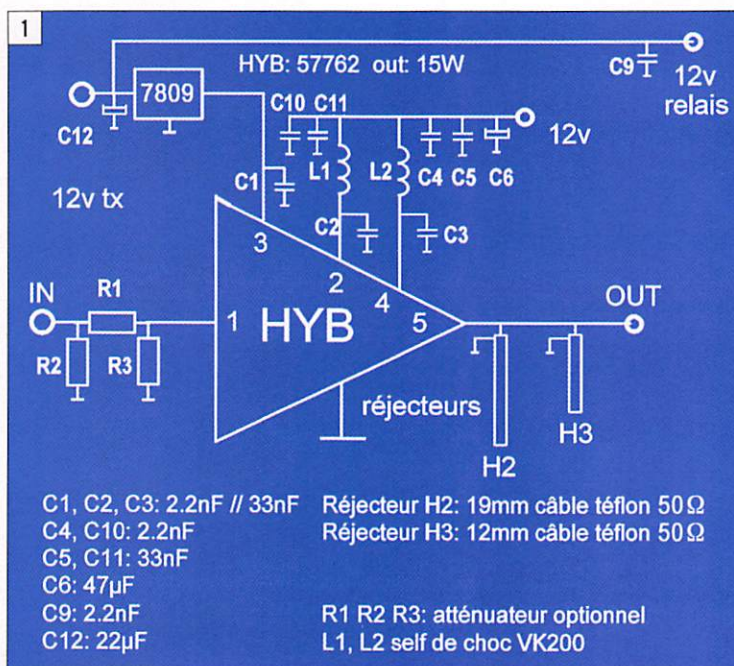 1
HYB: 57762 out: 15W
C9
12v
relais
7809
C12
C10 C11
12v
C1
L1
L2
C4 C5 C6
12v tx
3
C2
C3
2
4
IN
R1
1
HYB
5
OUT
R2
R3
réjecteurs
H2
H3
C1, C2, C3: 2.2nF // 33nF
C4, C10: 2.2nF
C5, C11: 33nF
C6: 47µF
C9: 2.2nF
C12: 22µF
Réjecteur H2: 19mm câble téflon 50Ω
Réjecteur H3: 12mm câble téflon 50Ω
R1 R2 R3: atténuateur optionnel
L1, L2 self de choc VK200